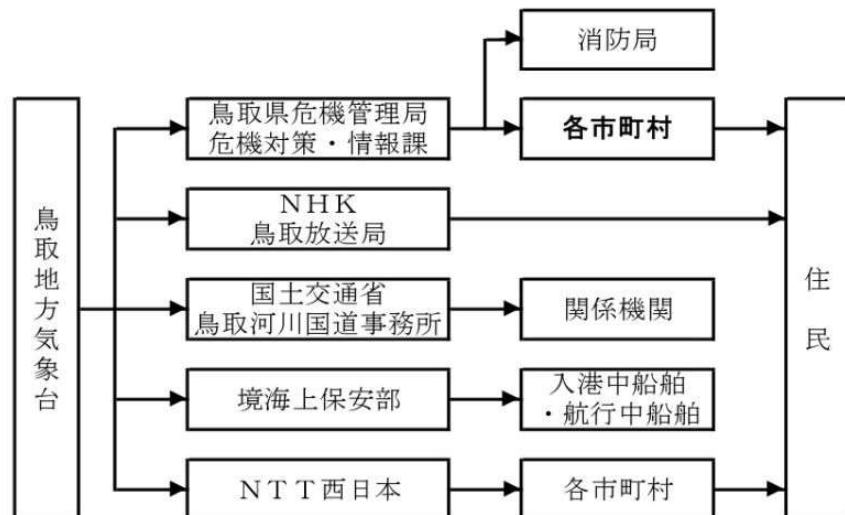 消防局
鳥取県危機管理局
危機対策・情報課
各市町村
ＮＨＫ
鳥取放送局
鳥取地方気象台
国土交通省
鳥取河川国道事務所
関係機関
住民
境海上保安部
入港中船舶
・航行中船舶
ＮＴＴ西日本
各市町村